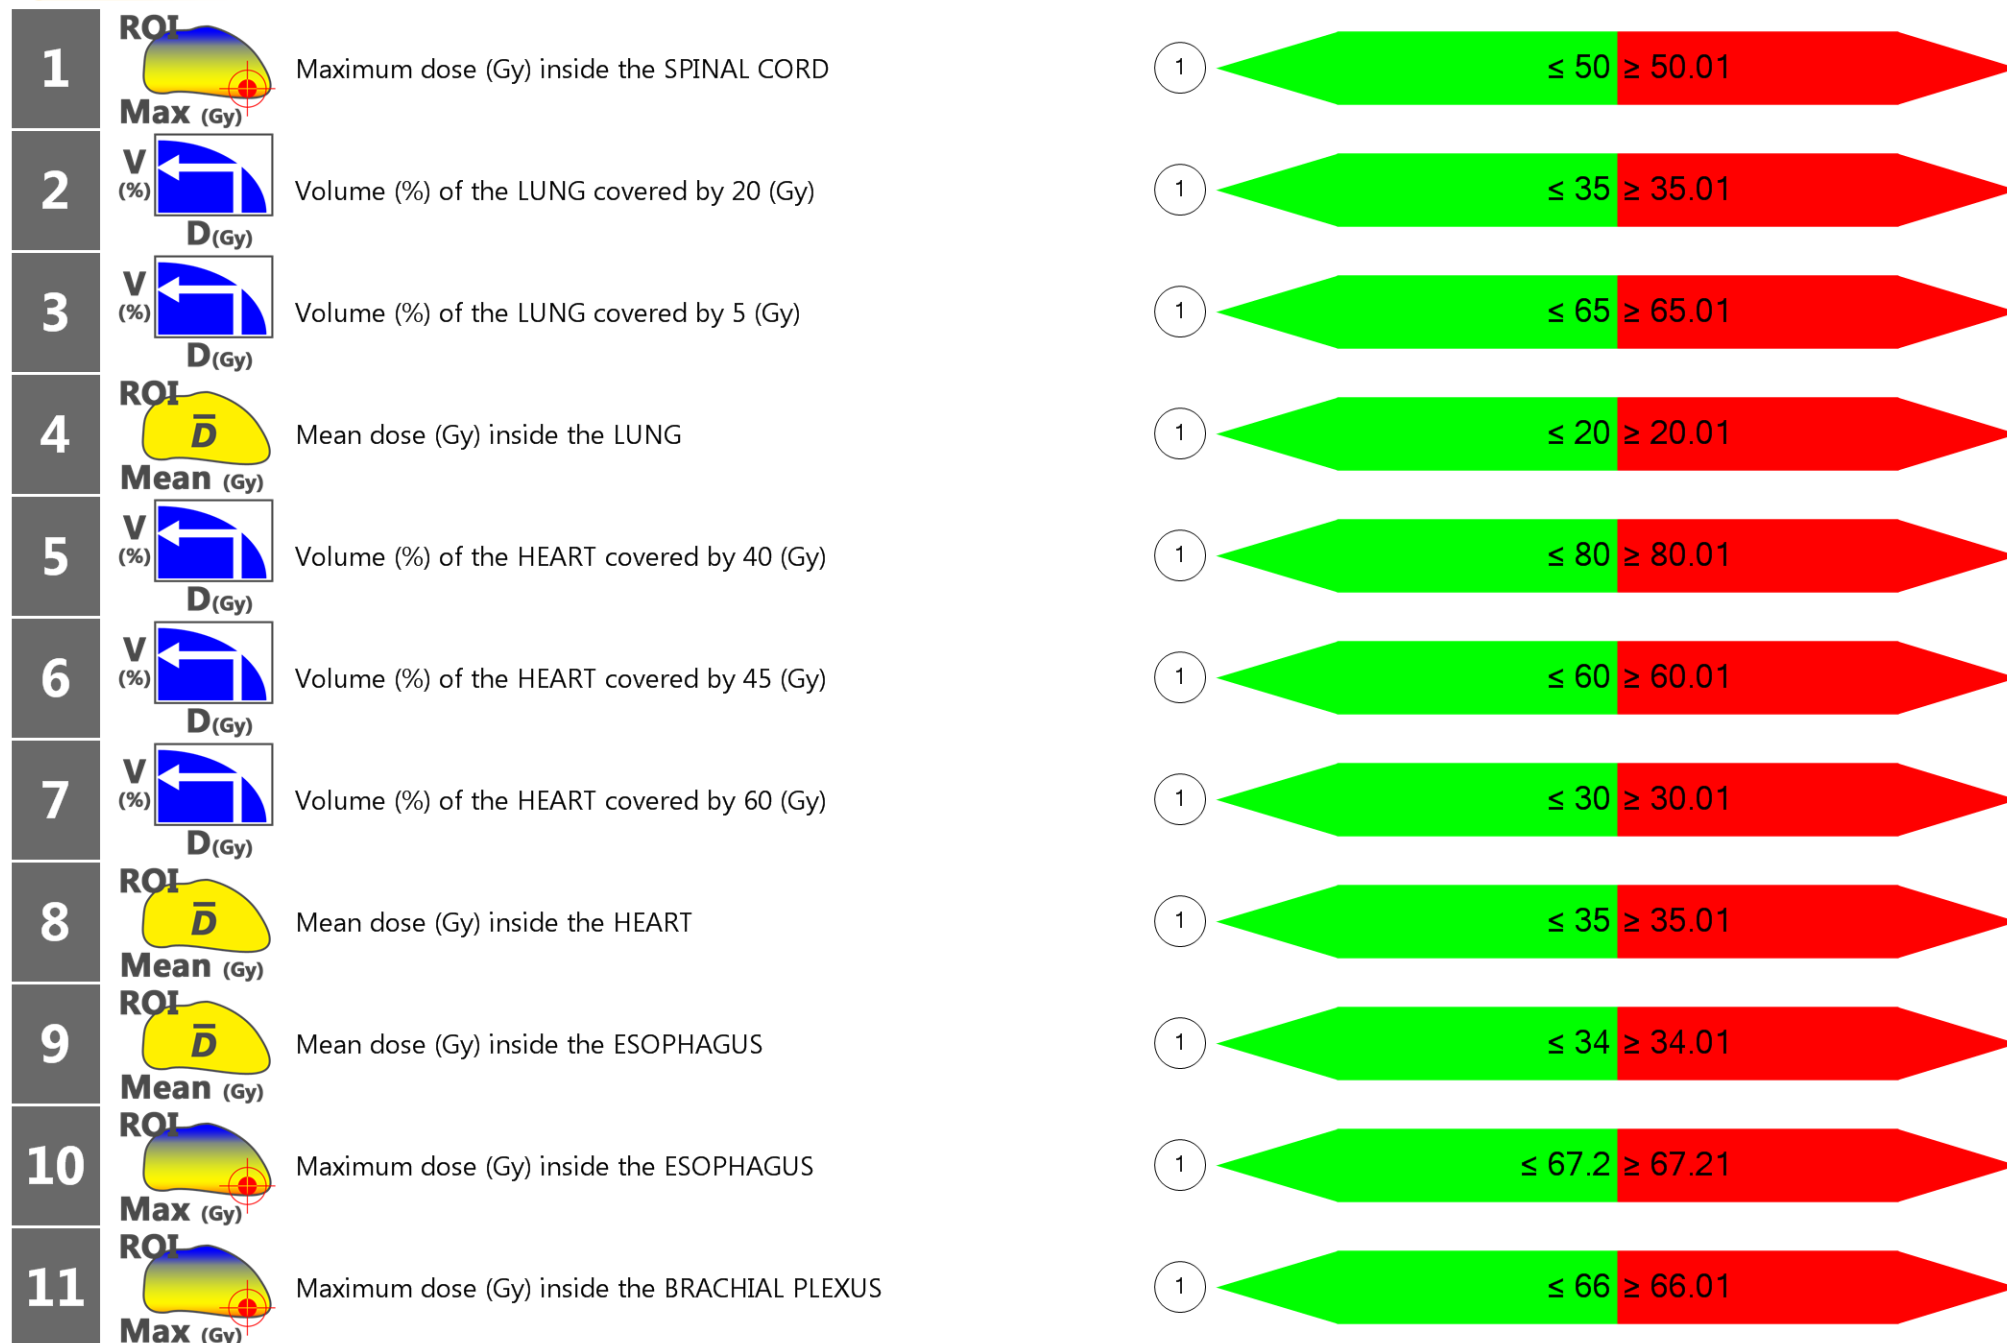 1 ROI Max (Gy) Maximum dose (Gy) inside the SPINAL CORD 1 ≤ 50 ≥ 50.01
2 V (%) D(Gy) Volume (%) of the LUNG covered by 20 (Gy) 1 ≤ 35 ≥ 35.01
3 V (%) D(Gy) Volume (%) of the LUNG covered by 5 (Gy) 1 ≤ 65 ≥ 65.01
4 ROI D̅ Mean (Gy) Mean dose (Gy) inside the LUNG 1 ≤ 20 ≥ 20.01
5 V (%) D(Gy) Volume (%) of the HEART covered by 40 (Gy) 1 ≤ 80 ≥ 80.01
6 V (%) D(Gy) Volume (%) of the HEART covered by 45 (Gy) 1 ≤ 60 ≥ 60.01
7 V (%) D(Gy) Volume (%) of the HEART covered by 60 (Gy) 1 ≤ 30 ≥ 30.01
8 ROI D̅ Mean (Gy) Mean dose (Gy) inside the HEART 1 ≤ 35 ≥ 35.01
9 ROI D̅ Mean (Gy) Mean dose (Gy) inside the ESOPHAGUS 1 ≤ 34 ≥ 34.01
10 ROI Max (Gy) Maximum dose (Gy) inside the ESOPHAGUS 1 ≤ 67.2 ≥ 67.21
11 ROI Max (Gy) Maximum dose (Gy) inside the BRACHIAL PLEXUS 1 ≤ 66 ≥ 66.01